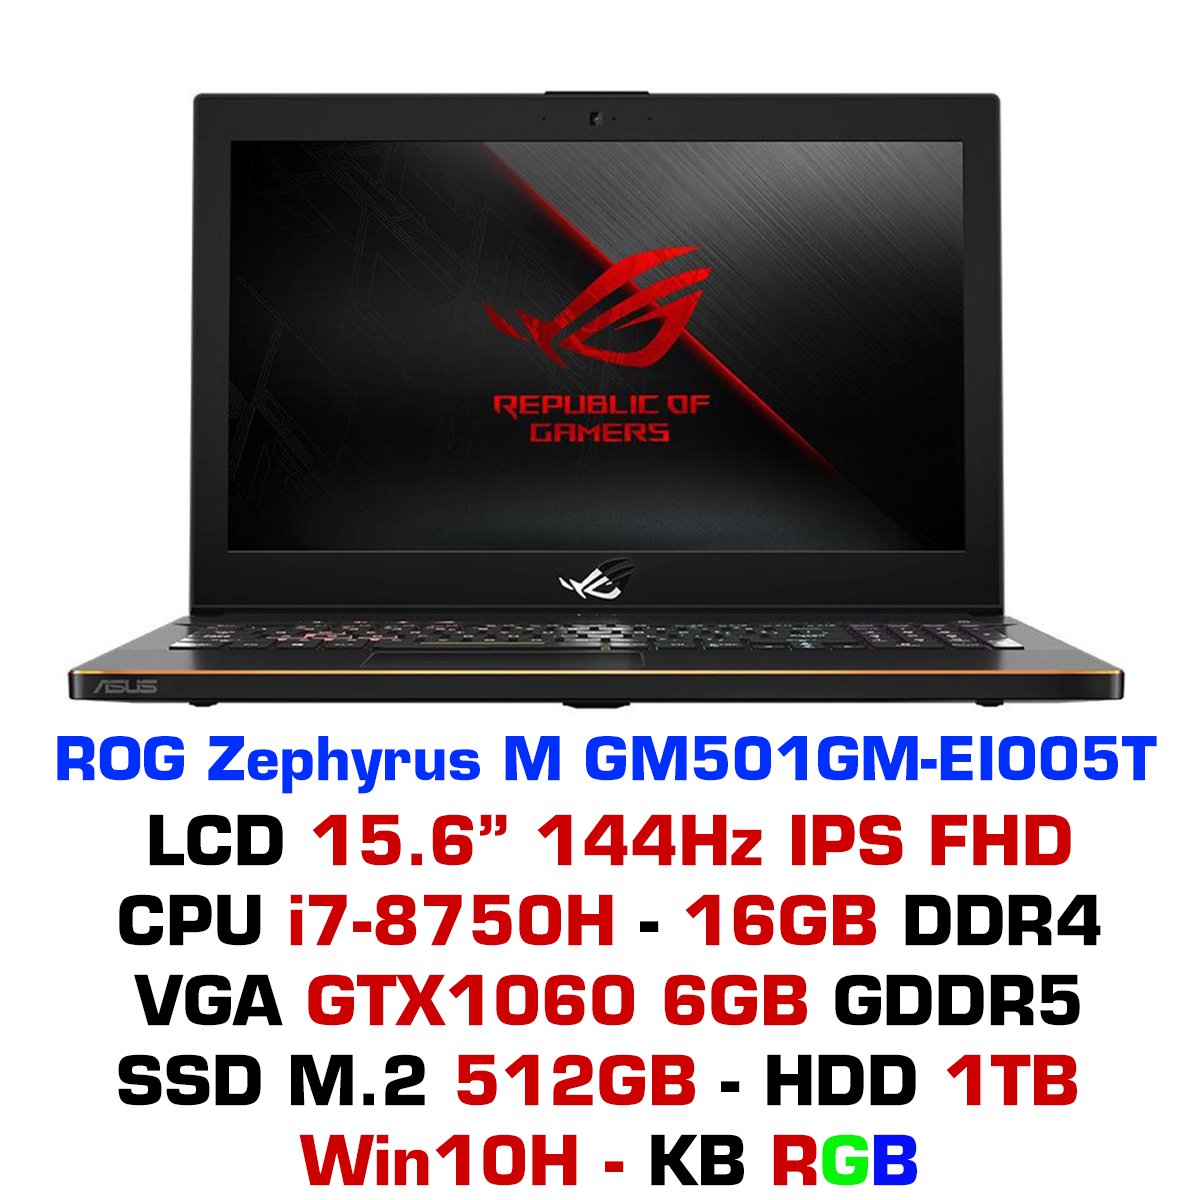 REPUBLIC OF
GAMERS
ASUS
ROG Zephyrus M GM501GM-EI005T
LCD 15.6” 144Hz IPS FHD
CPU i7-8750H - 16GB DDR4
VGA GTX1060 6GB GDDR5
SSD M.2 512GB - HDD 1TB
Win10H - KB RGB